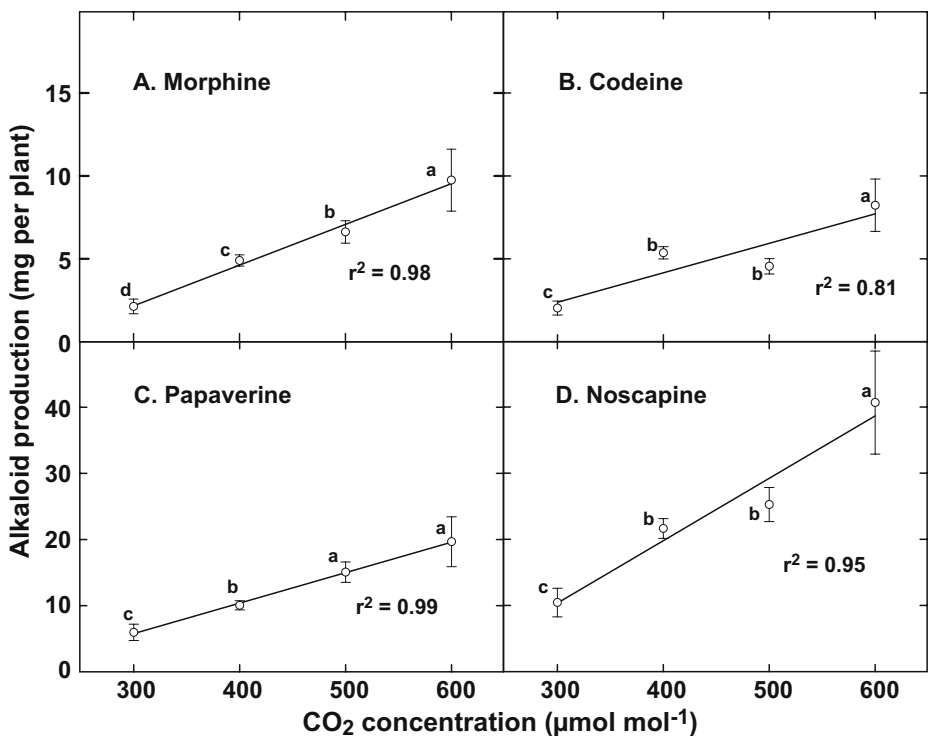 Alkaloid production (mg per plant)
A. Morphine
B. Codeine
15
10
5
0
d
c
b
a
r² = 0.98
c
b
b
a
r² = 0.81
C. Papaverine
D. Noscapine
40
30
20
10
0
c
b
a
a
r² = 0.99
c
b
b
a
r² = 0.95
300 400 500 600 300 400 500 600
CO₂ concentration (µmol mol⁻¹)